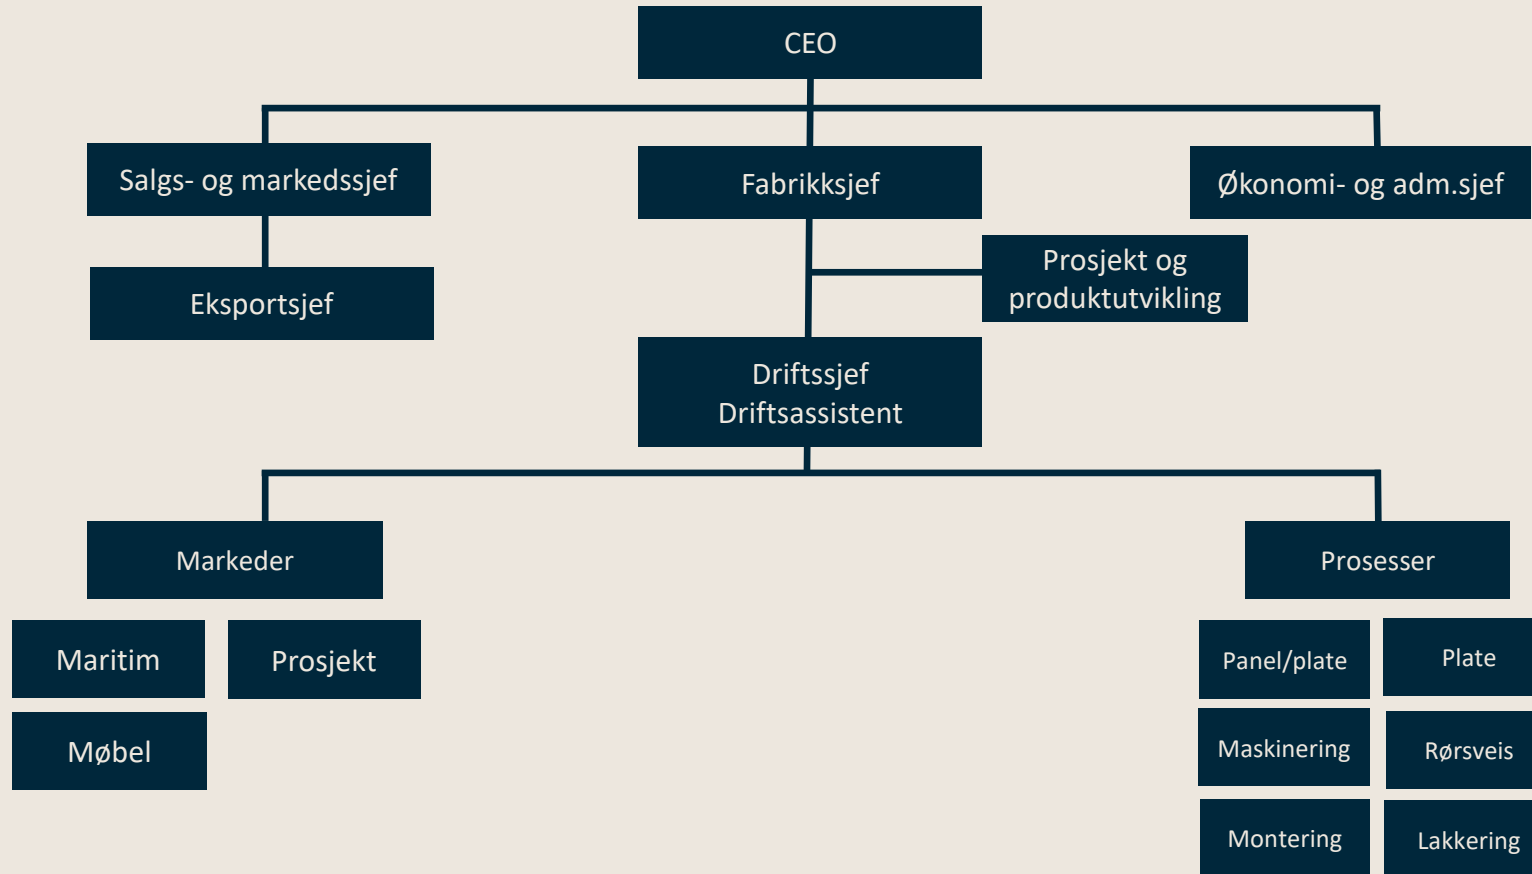 CEO
Salgs- og markedssjef
Fabrikksjef
Økonomi- og adm.sjef
Eksportsjef
Prosjekt og
produktutvikling
Driftssjef
Driftsassistent
Markeder
Prosesser
Maritim
Prosjekt
Møbel
Panel/plate
Plate
Maskinering
Rørsveis
Montering
Lakkering